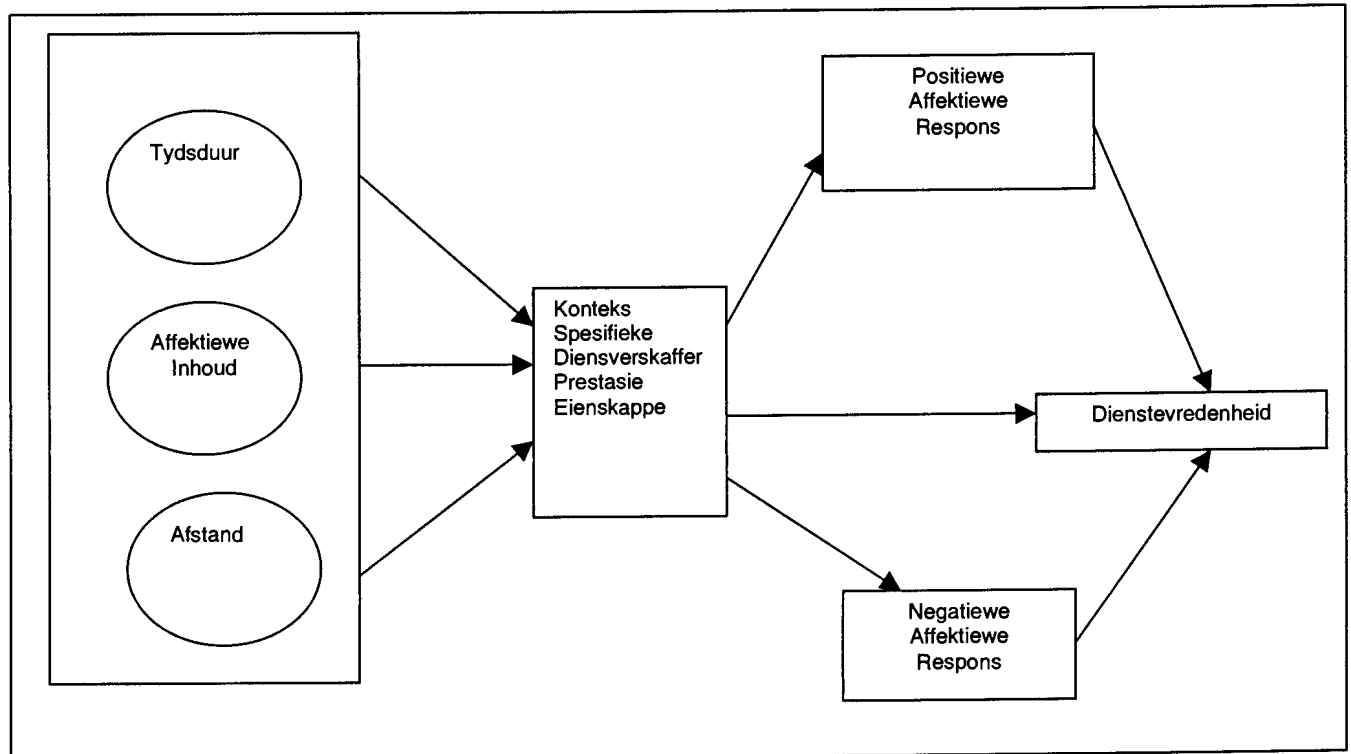 Tydsduur
Affektiewe
Inhoud
Afstand
Konteks
Spesifieke
Diensverskaffer
Prestasie
Eienskappe
Positiewe
Affektiewe
Respons
Dienstevredenheid
Negatiewe
Affektiewe
Respons